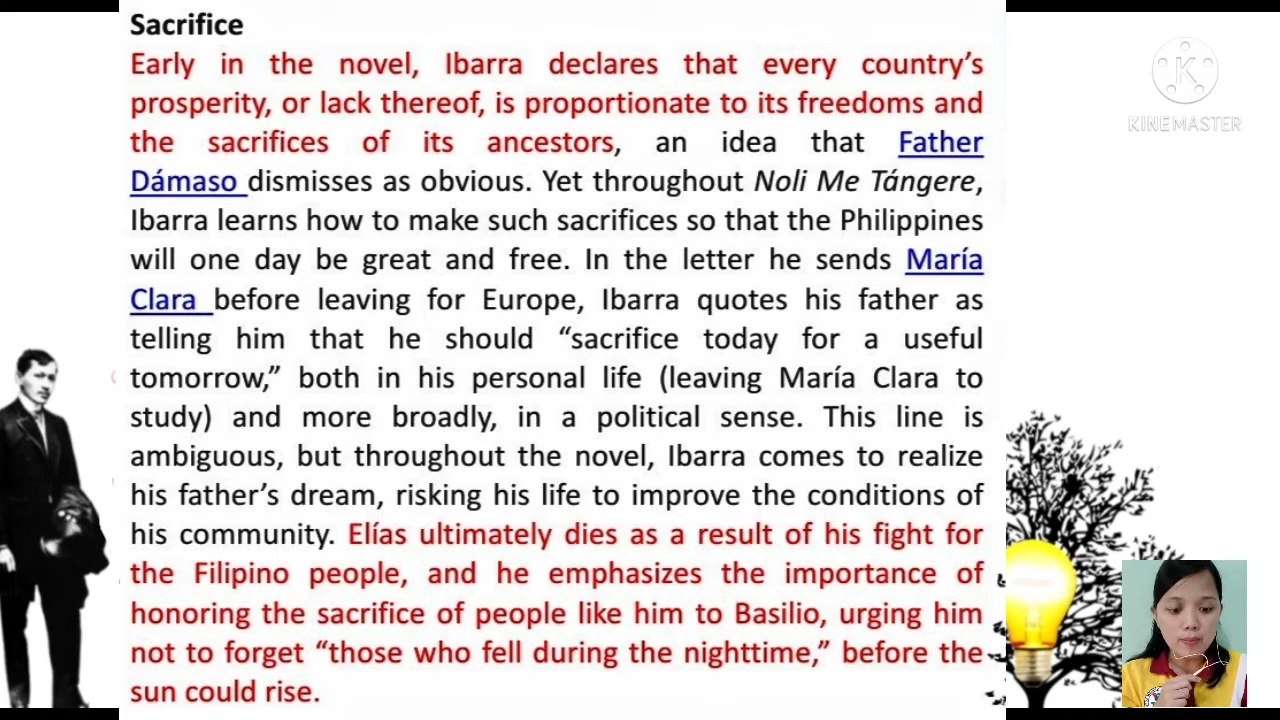 Sacrifice
Early in the novel, Ibarra declares that every country’s
prosperity, or lack thereof, is proportionate to its freedoms and
the sacrifices of its ancestors, an idea that Father
Dámaso dismisses as obvious. Yet throughout Noli Me Tángere,
Ibarra learns how to make such sacrifices so that the Philippines
will one day be great and free. In the letter he sends María
Clara before leaving for Europe, Ibarra quotes his father as
telling him that he should “sacrifice today for a useful
tomorrow,” both in his personal life (leaving María Clara to
study) and more broadly, in a political sense. This line is
ambiguous, but throughout the novel, Ibarra comes to realize
his father’s dream, risking his life to improve the conditions of
his community. Elías ultimately dies as a result of his fight for
the Filipino people, and he emphasizes the importance of
honoring the sacrifice of people like him to Basilio, urging him
not to forget “those who fell during the nighttime,” before the
sun could rise.
K
KINEMASTER